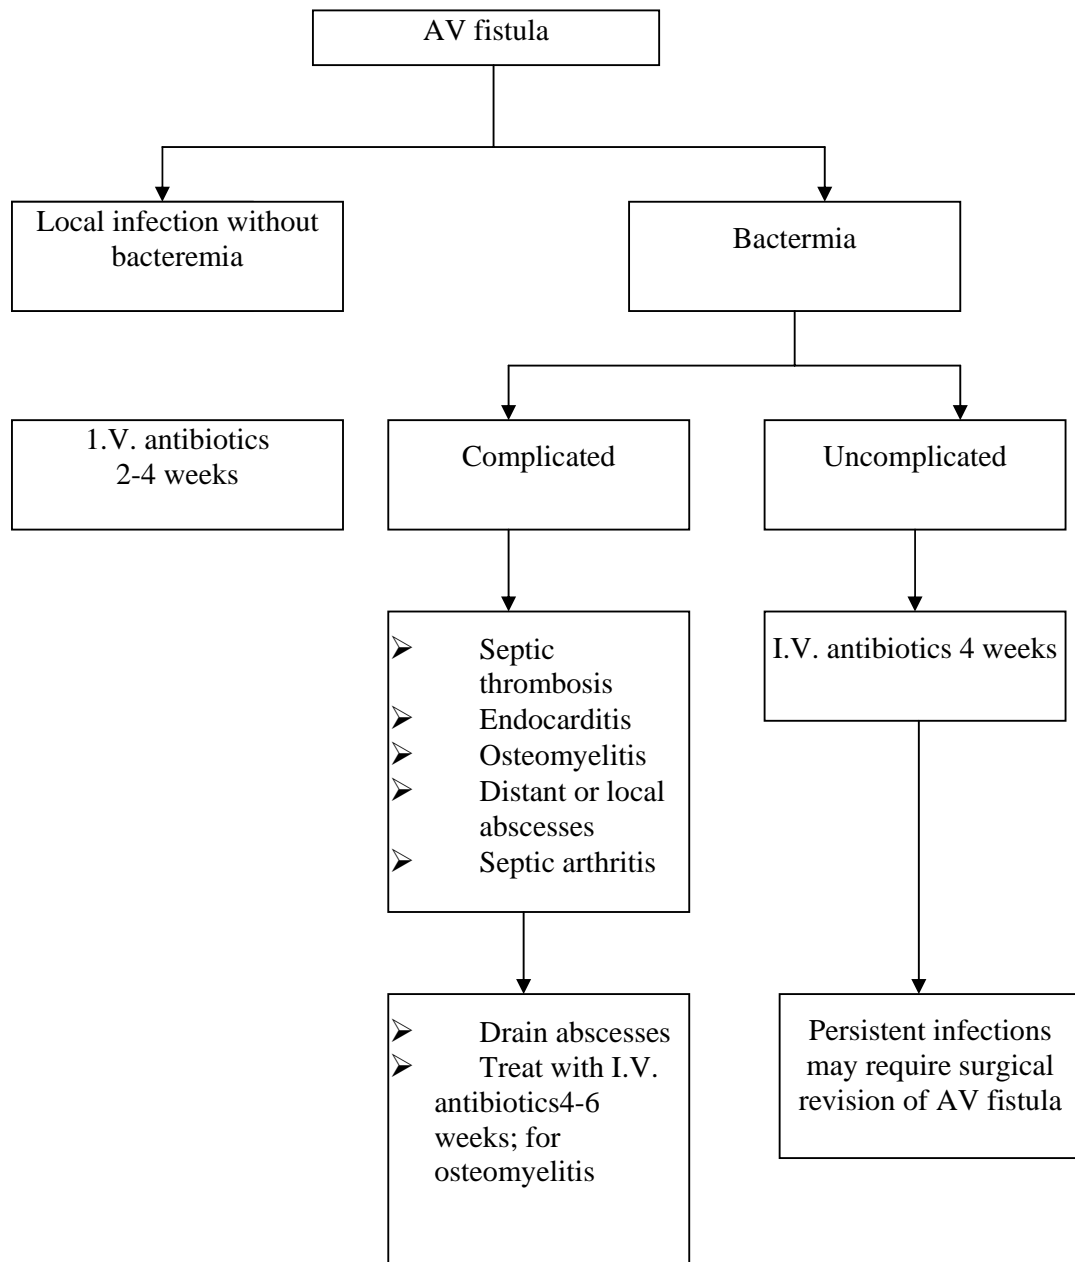 AV fistula
Local infection without
bacteremia
Bactermia
1.V. antibiotics
2-4 weeks
Complicated
Uncomplicated
➢ Septic
thrombosis
➢ Endocarditis
➢ Osteomyelitis
➢ Distant or local
abscesses
➢ Septic arthritis
I.V. antibiotics 4 weeks
➢ Drain abscesses
➢ Treat with I.V.
antibiotics4-6
weeks; for
osteomyelitis
Persistent infections
may require surgical
revision of AV fistula